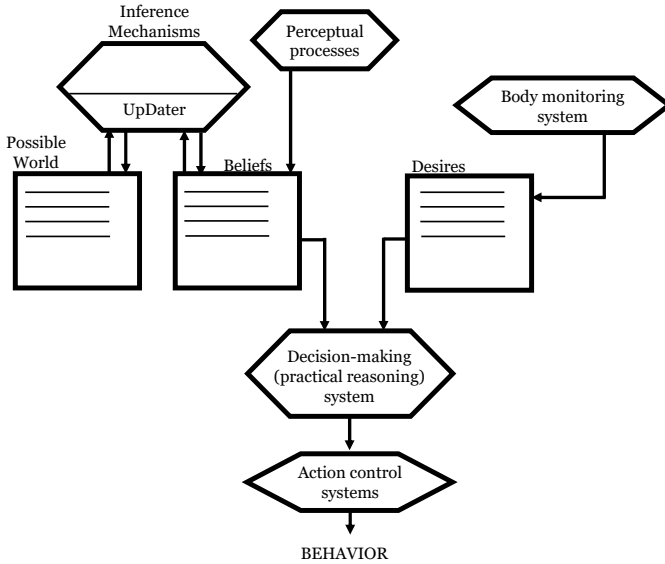 Inference
Mechanisms
Perceptual
processes
UpDater
Body monitoring
system
Possible
World
Beliefs
Desires
Decision-making
(practical reasoning)
system
Action control
systems
BEHAVIOR